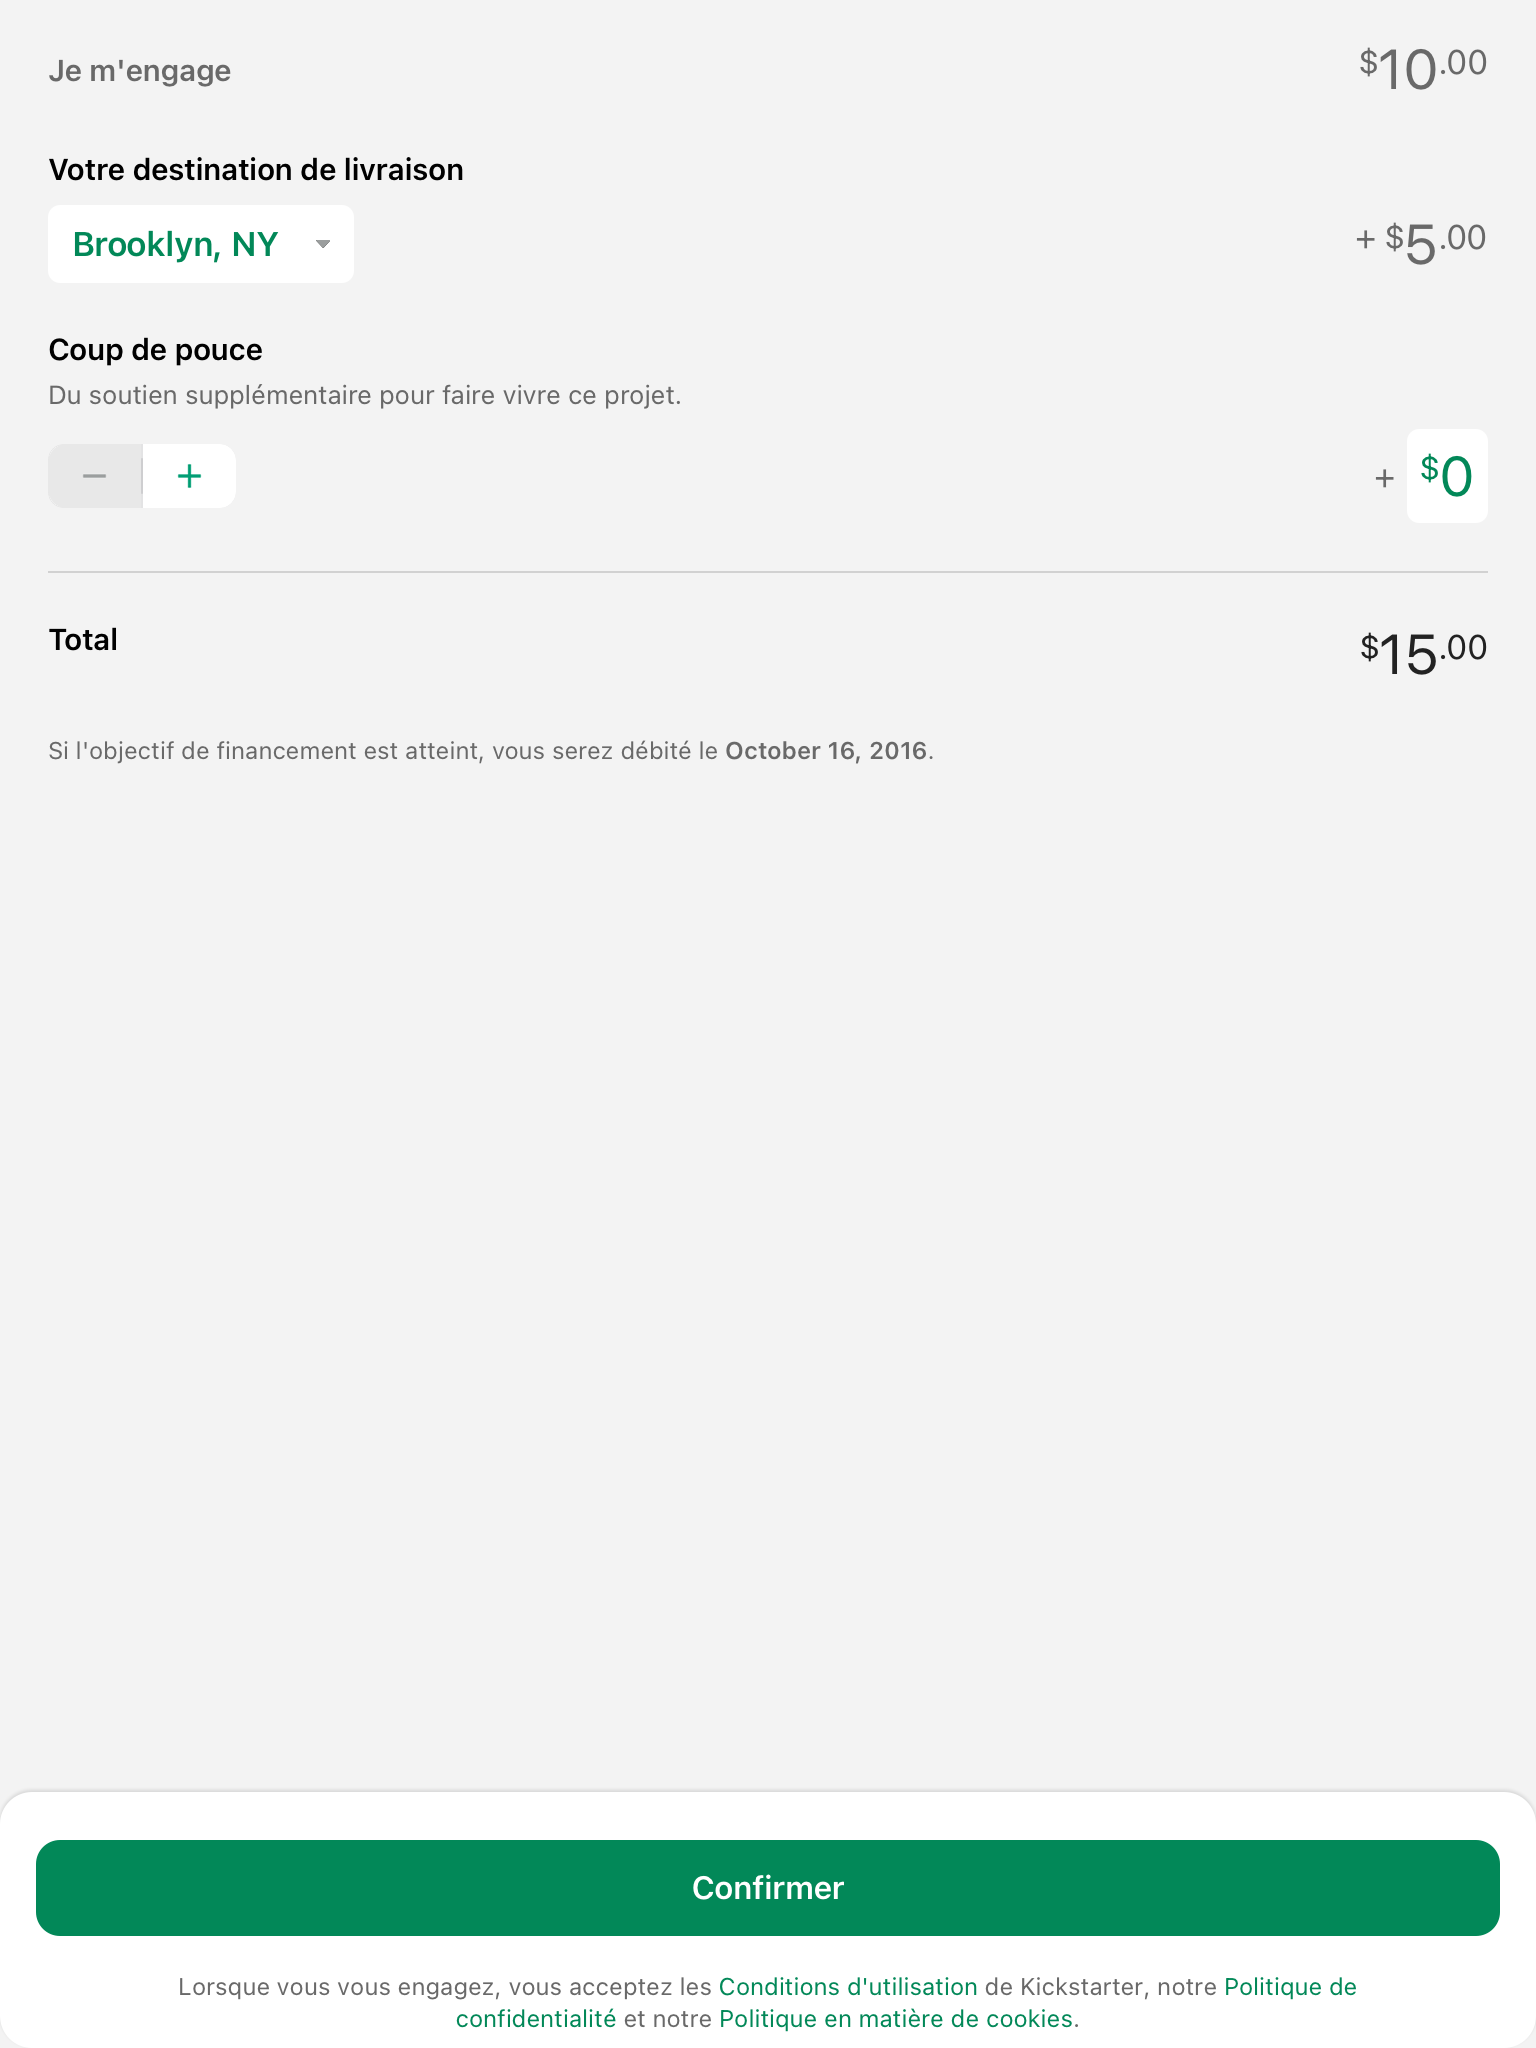 Je m'engage $10.00
Votre destination de livraison
Brooklyn, NY + $5.00
Coup de pouce
Du soutien supplémentaire pour faire vivre ce projet.
− + + $0
Total $15.00
Si l'objectif de financement est atteint, vous serez débité le October 16, 2016.
Confirmer
Lorsque vous vous engagez, vous acceptez les Conditions d'utilisation de Kickstarter, notre Politique de
confidentialité et notre Politique en matière de cookies.